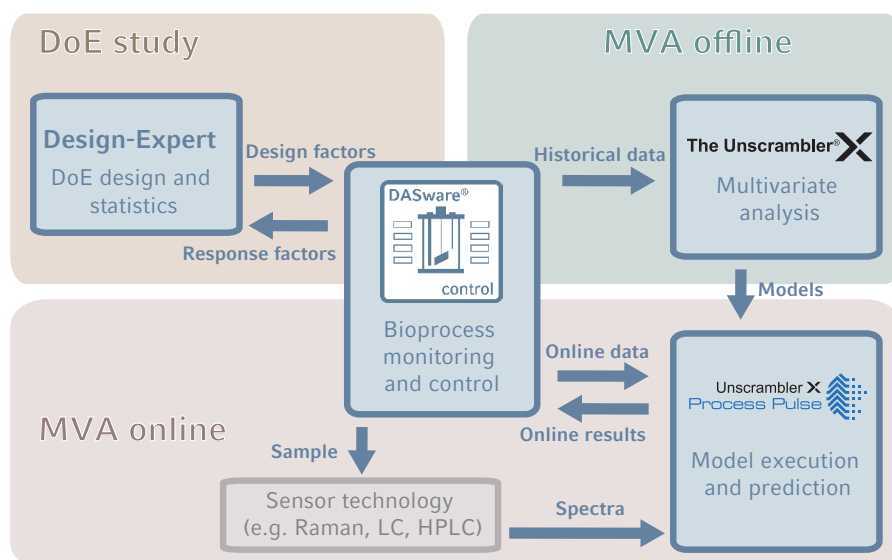 DoE study
MVA offline
Design-Expert
DoE design and
statistics
Design factors
Response factors
DASware®
control
Bioprocess
monitoring
and control
Historical data
The Unscrambler® X
Multivariate
analysis
Models
MVA online
Online data
Online results
Unscrambler X
Process Pulse
Model execution
and prediction
Sample
Sensor technology
(e.g. Raman, LC, HPLC)
Spectra